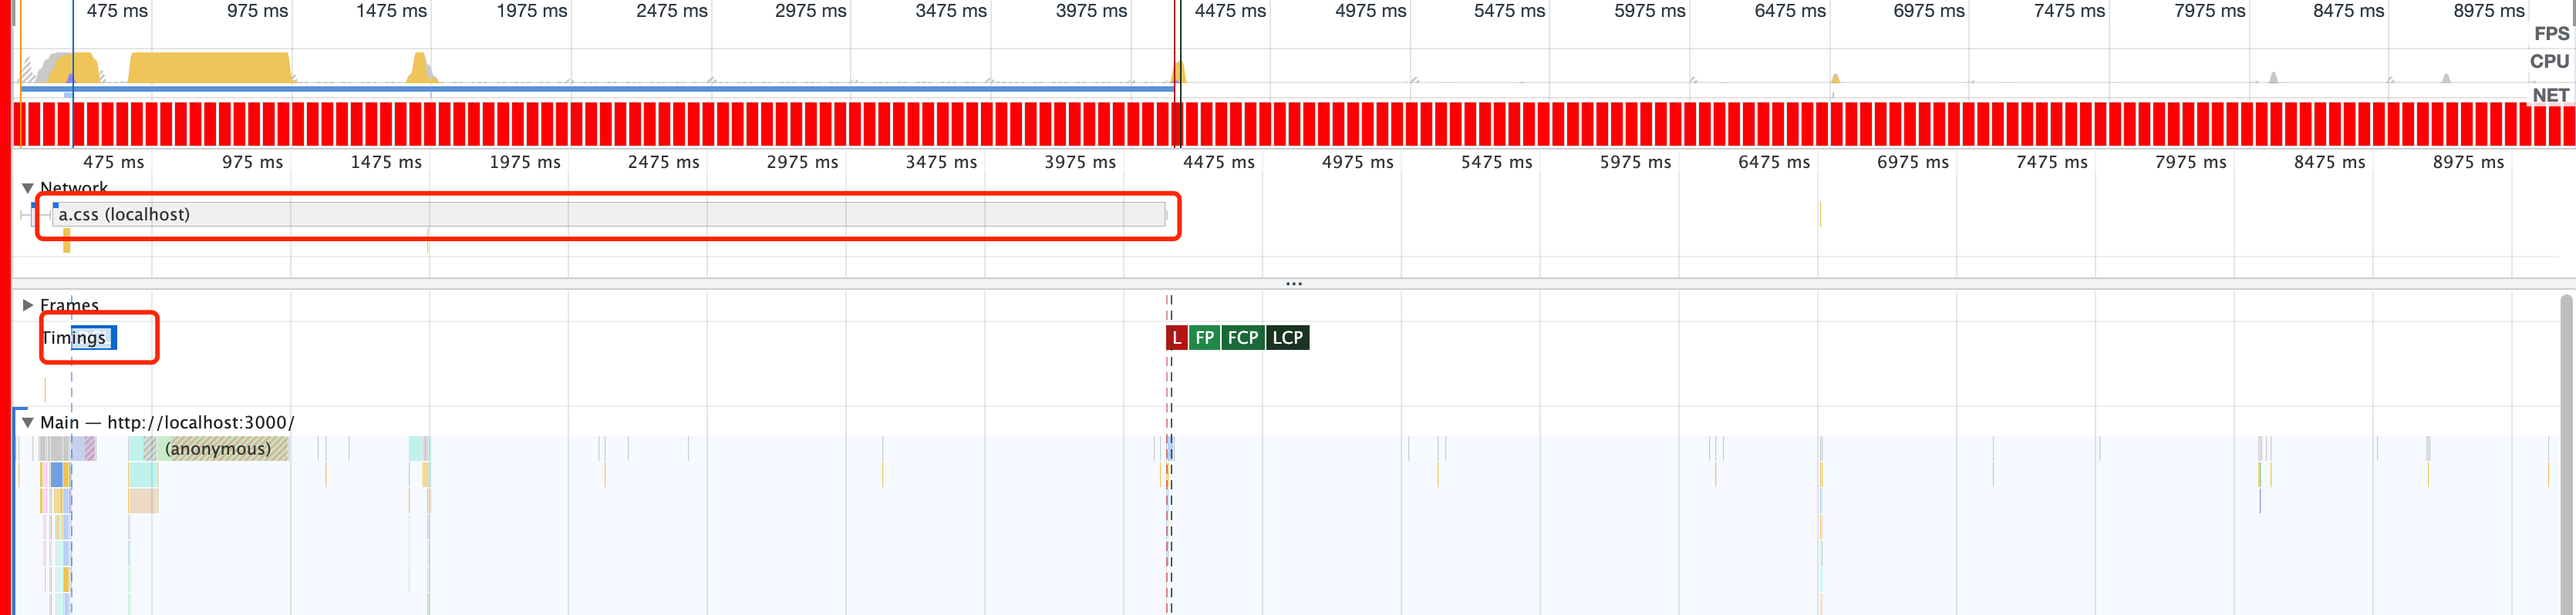 475 ms 975 ms 1475 ms 1975 ms 2475 ms 2975 ms 3475 ms 3975 ms 4475 ms 4975 ms 5475 ms 5975 ms 6475 ms 6975 ms 7475 ms 7975 ms 8475 ms 8975 ms
FPS
CPU
NET
475 ms 975 ms 1475 ms 1975 ms 2475 ms 2975 ms 3475 ms 3975 ms 4475 ms 4975 ms 5475 ms 5975 ms 6475 ms 6975 ms 7475 ms 7975 ms 8475 ms 8975 ms
Network
a.css (localhost)
...
Frames
Timings L FP FCP LCP
Main — http://localhost:3000/
(anonymous)